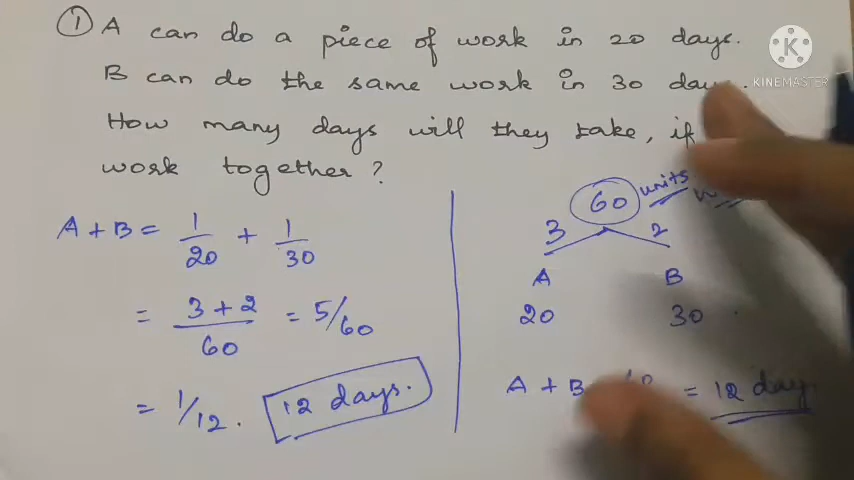 ① A can do a piece of work in 20 days.
B can do the same work in 30 days.
How many days will they take, if
work together?
A + B = 1/20 + 1/30
= 3 + 2 / 60 = 5/60
= 1/12. 12 days.
60 units
3 2
A B
20 30
A + B = 12 day.
K
KINEMASTER